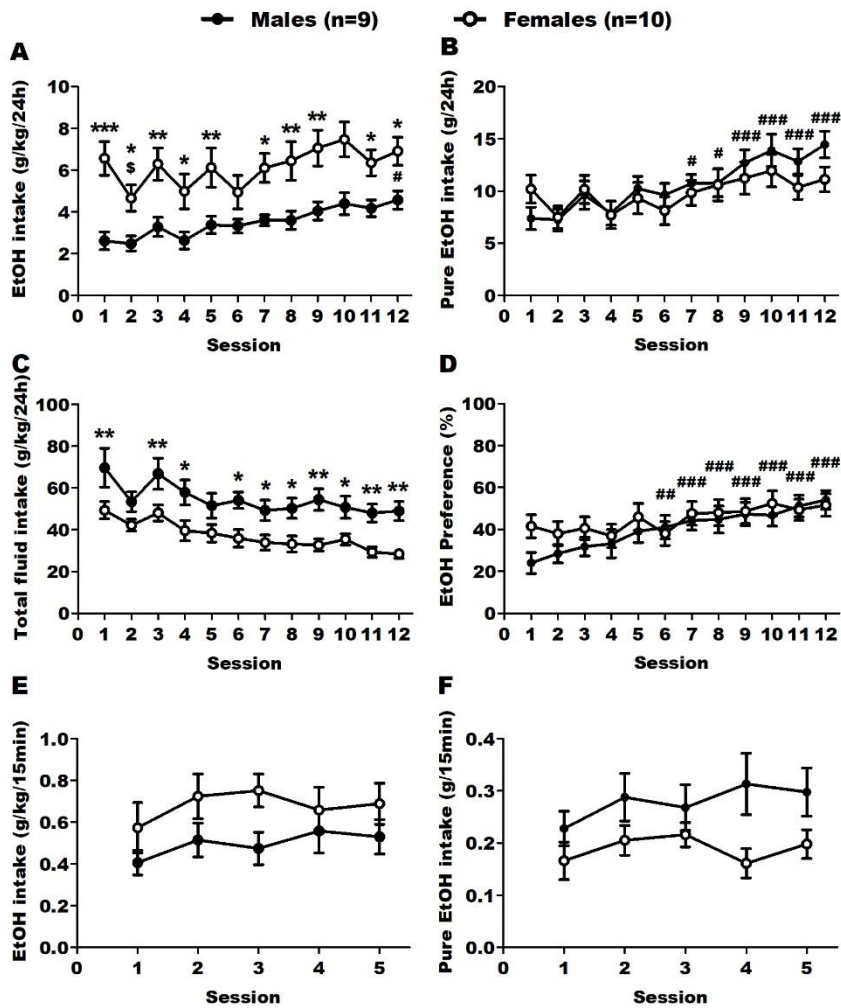 Males (n=9) Females (n=10)
A
EtOH intake (g/kg/24h)
10
8
6
4
2
0
*** * $ ** * ** * ** ** * * #
0 1 2 3 4 5 6 7 8 9 10 11 12
Session
B
Pure EtOH intake (g/24h)
20
15
10
5
0
# # ### ### ### ###
0 1 2 3 4 5 6 7 8 9 10 11 12
Session
C
Total fluid intake (g/kg/24h)
100
80
60
40
20
0
** ** * * * * ** * ** **
0 1 2 3 4 5 6 7 8 9 10 11 12
Session
D
EtOH Preference (%)
100
80
60
40
20
0
## ### ### ### ### ### ###
0 1 2 3 4 5 6 7 8 9 10 11 12
Session
E
EtOH intake (g/kg/15min)
1.0
0.8
0.6
0.4
0.2
0.0
0 1 2 3 4 5
Session
F
Pure EtOH intake (g/15min)
0.4
0.3
0.2
0.1
0.0
0 1 2 3 4 5
Session